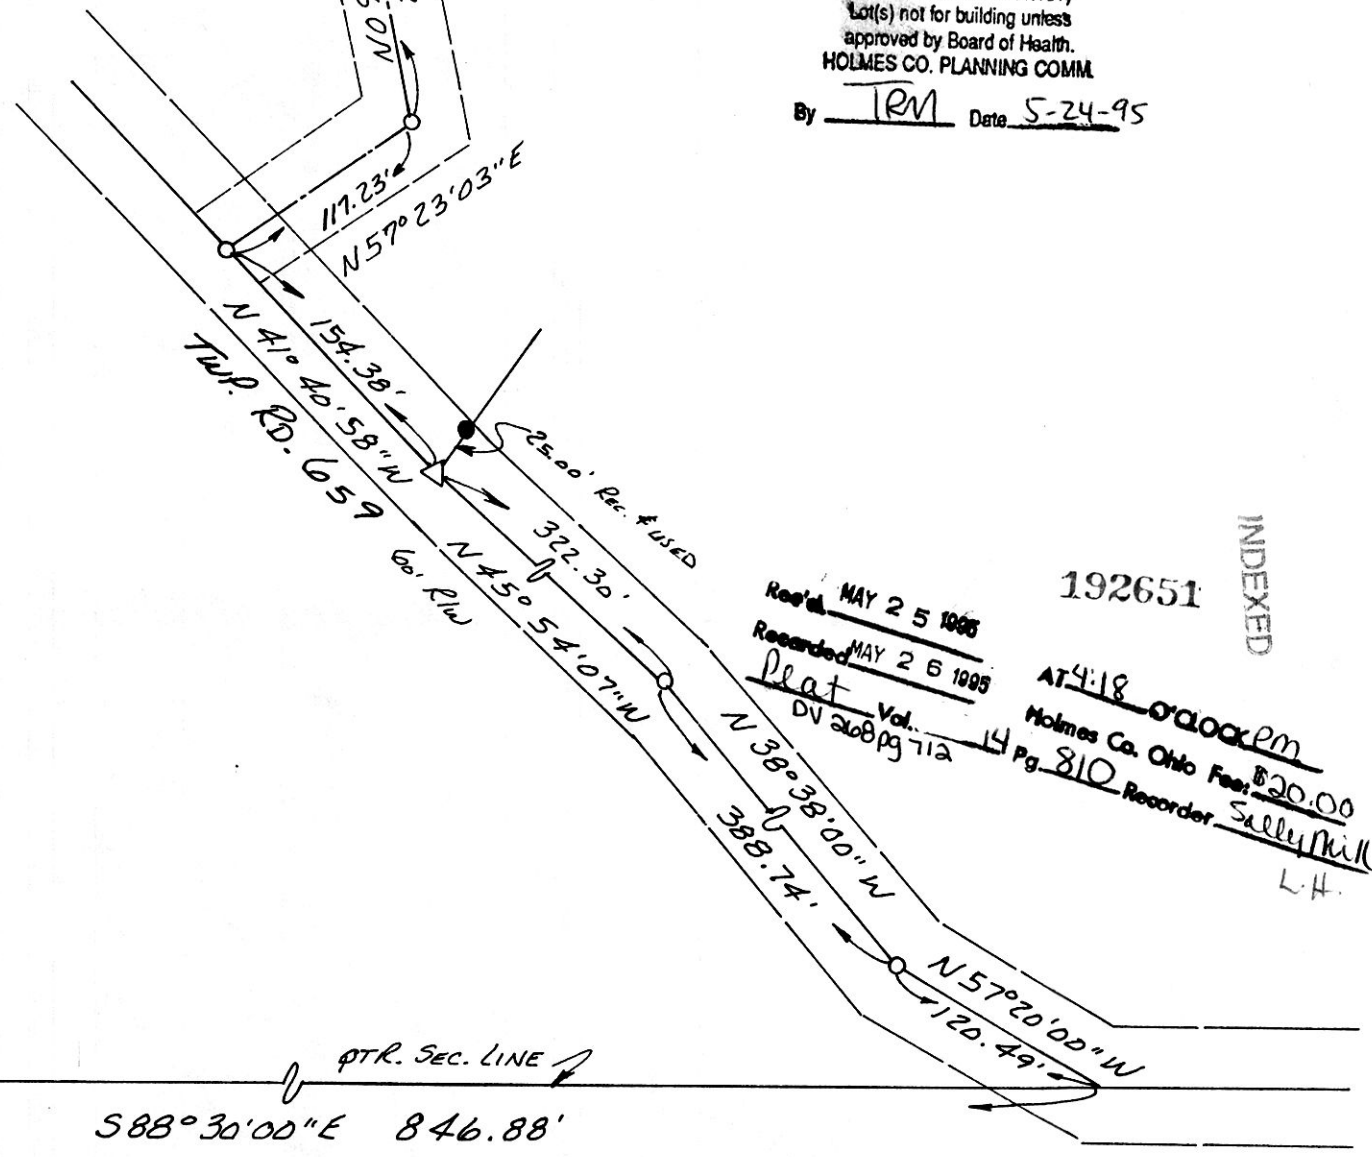 Lot(s) not for building unless
approved by Board of Health.
HOLMES CO. PLANNING COMM.
By TRM Date 5-24-95
117.23'
N57°23'03"E
154.38'
N 41° 40' 58" W
TWP. RD. 659
60' R/W
25.00' REC. & USED
322.30'
N 45° 54' 07" W
192651
INDEXED
Rec'd. MAY 25 1995
Recorded MAY 26 1995
AT 4:18 O'CLOCK PM
Plat Vol. 14 Pg. 810 Recorder Sally Mill
DV 268 pg 712
Holmes Co. Ohio Fee: $20.00
L.H.
N 38°38'00" W
388.74'
N57°20'00"W
120.49'
QTR. SEC. LINE
S88°30'00"E 846.88'